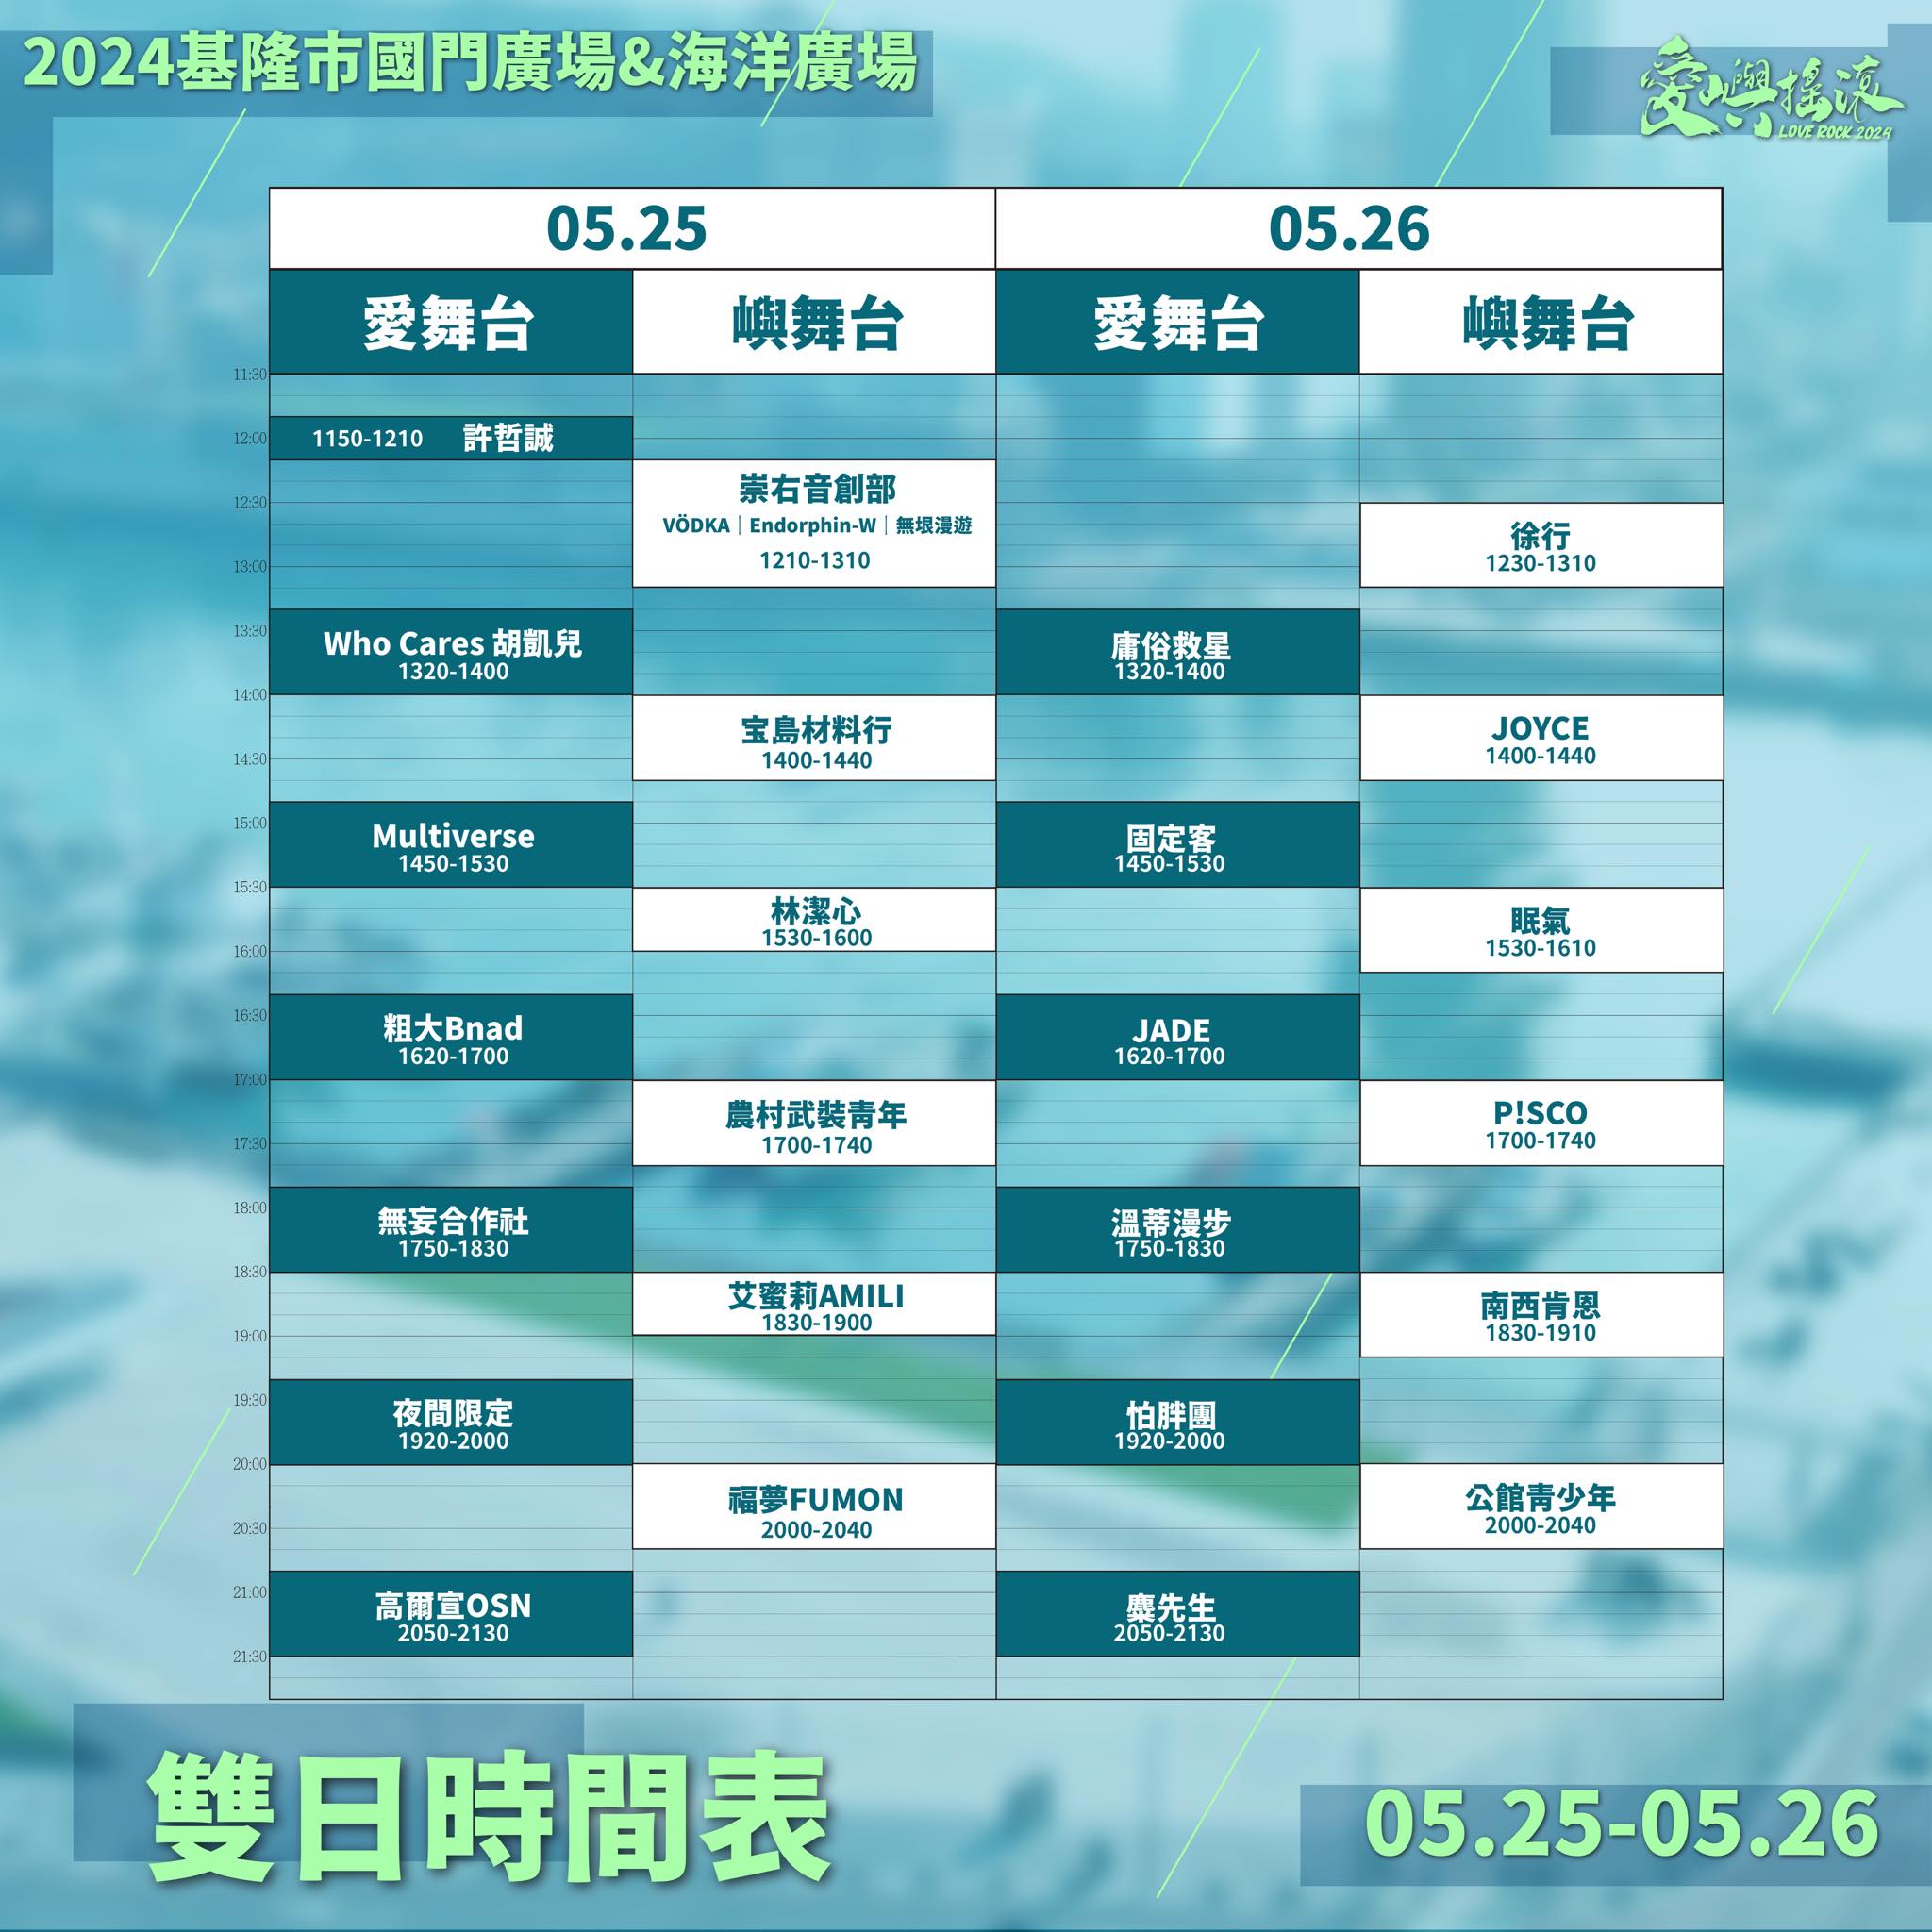 2024基隆市國門廣場&海洋廣場
愛嶼搖滾
LOVE ROCK 2024
05.25
05.26
愛舞台
嶼舞台
愛舞台
嶼舞台
11:30
12:00
12:30
13:00
13:30
14:00
14:30
15:00
15:30
16:00
16:30
17:00
17:30
18:00
18:30
19:00
19:30
20:00
20:30
21:00
21:30
1150-1210 許哲誠
Who Cares 胡凱兒
1320-1400
Multiverse
1450-1530
粗大Bnad
1620-1700
無妄合作社
1750-1830
夜間限定
1920-2000
高爾宣OSN
2050-2130
崇右音創部
VÖDKA｜Endorphin-W｜無垠漫遊
1210-1310
宝島材料行
1400-1440
林潔心
1530-1600
農村武裝青年
1700-1740
艾蜜莉AMILI
1830-1900
福夢FUMON
2000-2040
庸俗救星
1320-1400
固定客
1450-1530
JADE
1620-1700
溫蒂漫步
1750-1830
怕胖團
1920-2000
麋先生
2050-2130
徐行
1230-1310
JOYCE
1400-1440
眠氣
1530-1610
P!SCO
1700-1740
南西肯恩
1830-1910
公館青少年
2000-2040
雙日時間表
05.25-05.26